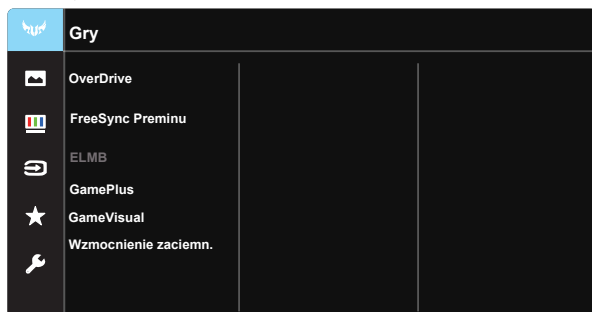 Gry
OverDrive
FreeSync Preminu
ELMB
GamePlus
GameVisual
Wzmocnienie zaciemn.